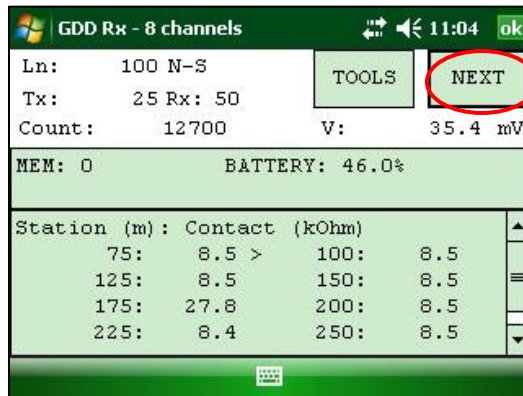 GDD Rx - 8 channels 11:04 ok
Ln: 100 N-S TOOLS NEXT
Tx: 25 Rx: 50
Count: 12700 V: 35.4 mV
MEM: 0 BATTERY: 46.0%
Station (m): Contact (kOhm)
75: 8.5 > 100: 8.5
125: 8.5 150: 8.5
175: 27.8 200: 8.5
225: 8.4 250: 8.5